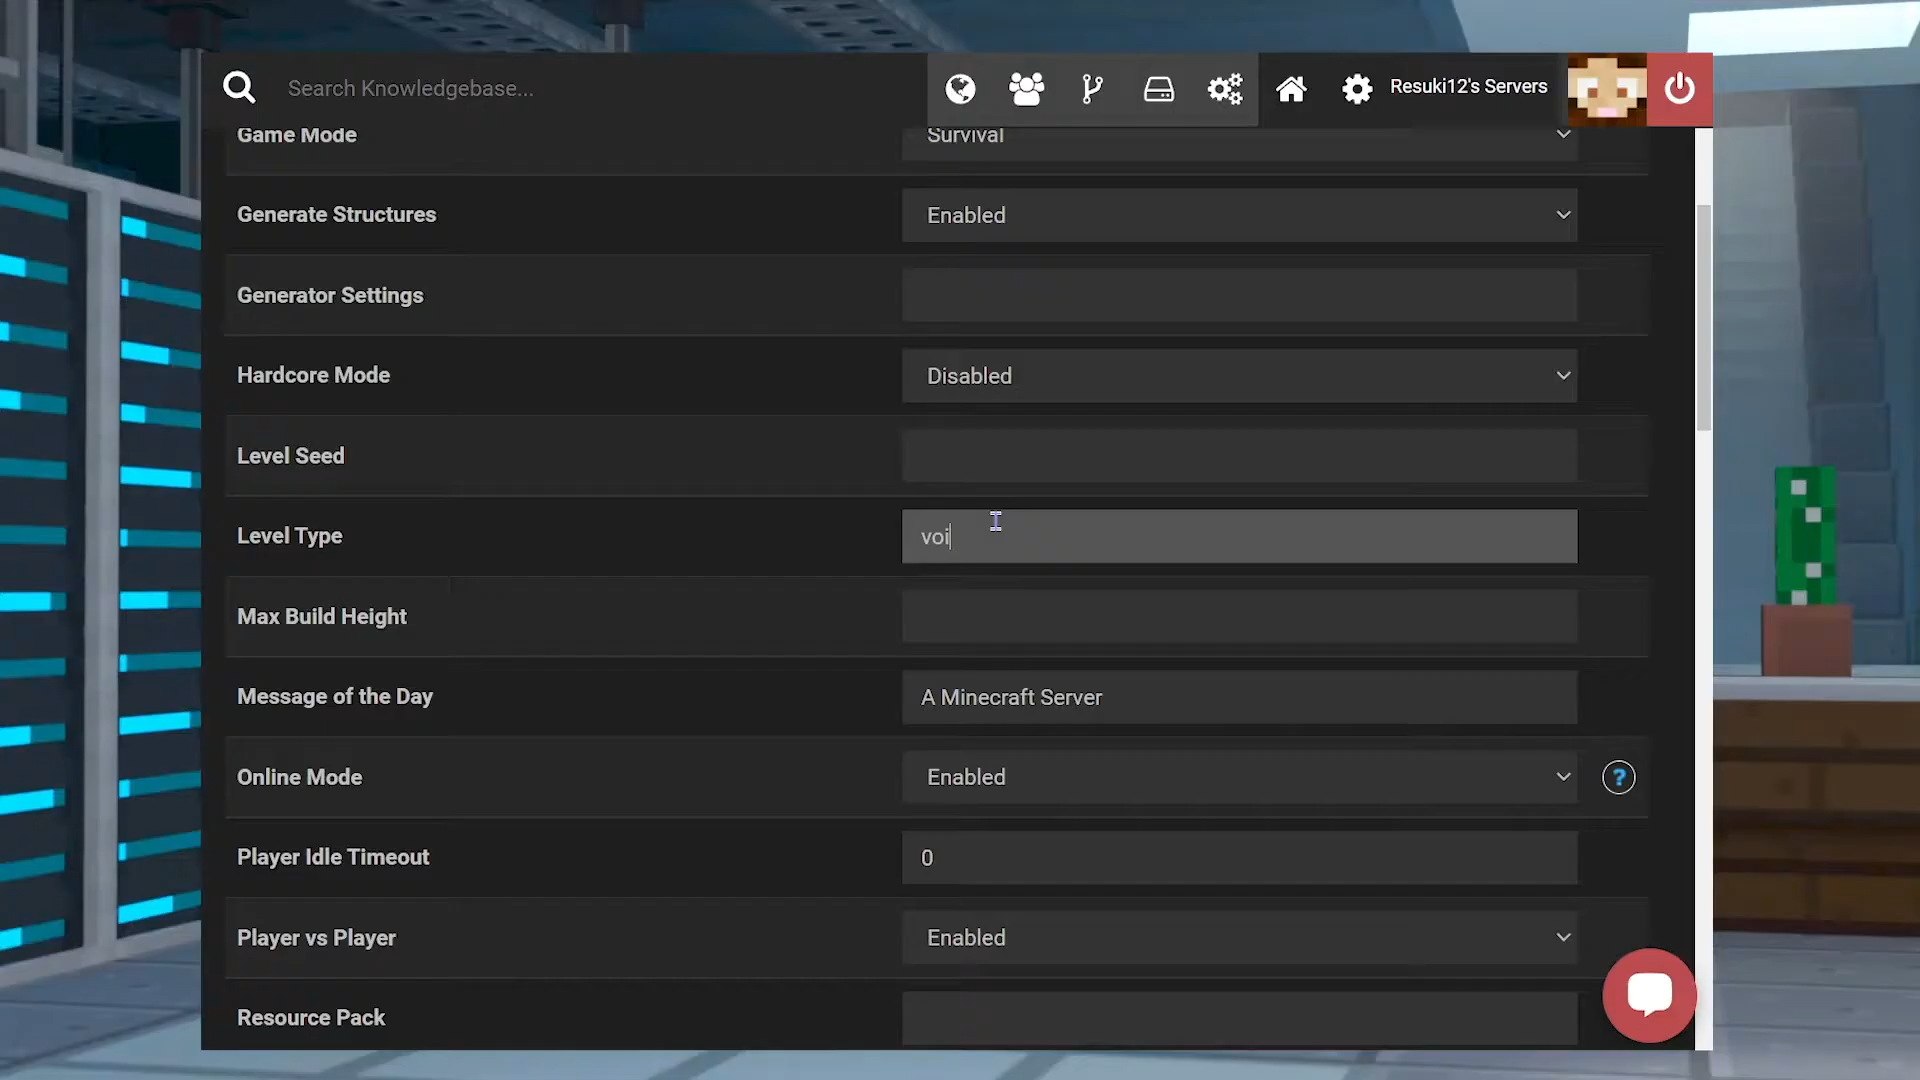 Search Knowledgebase...
Resuki12's Servers
Game Mode
Survival
Generate Structures
Enabled
Generator Settings
Hardcore Mode
Disabled
Level Seed
Level Type
voi
Max Build Height
Message of the Day
A Minecraft Server
Online Mode
Enabled
?
Player Idle Timeout
0
Player vs Player
Enabled
Resource Pack